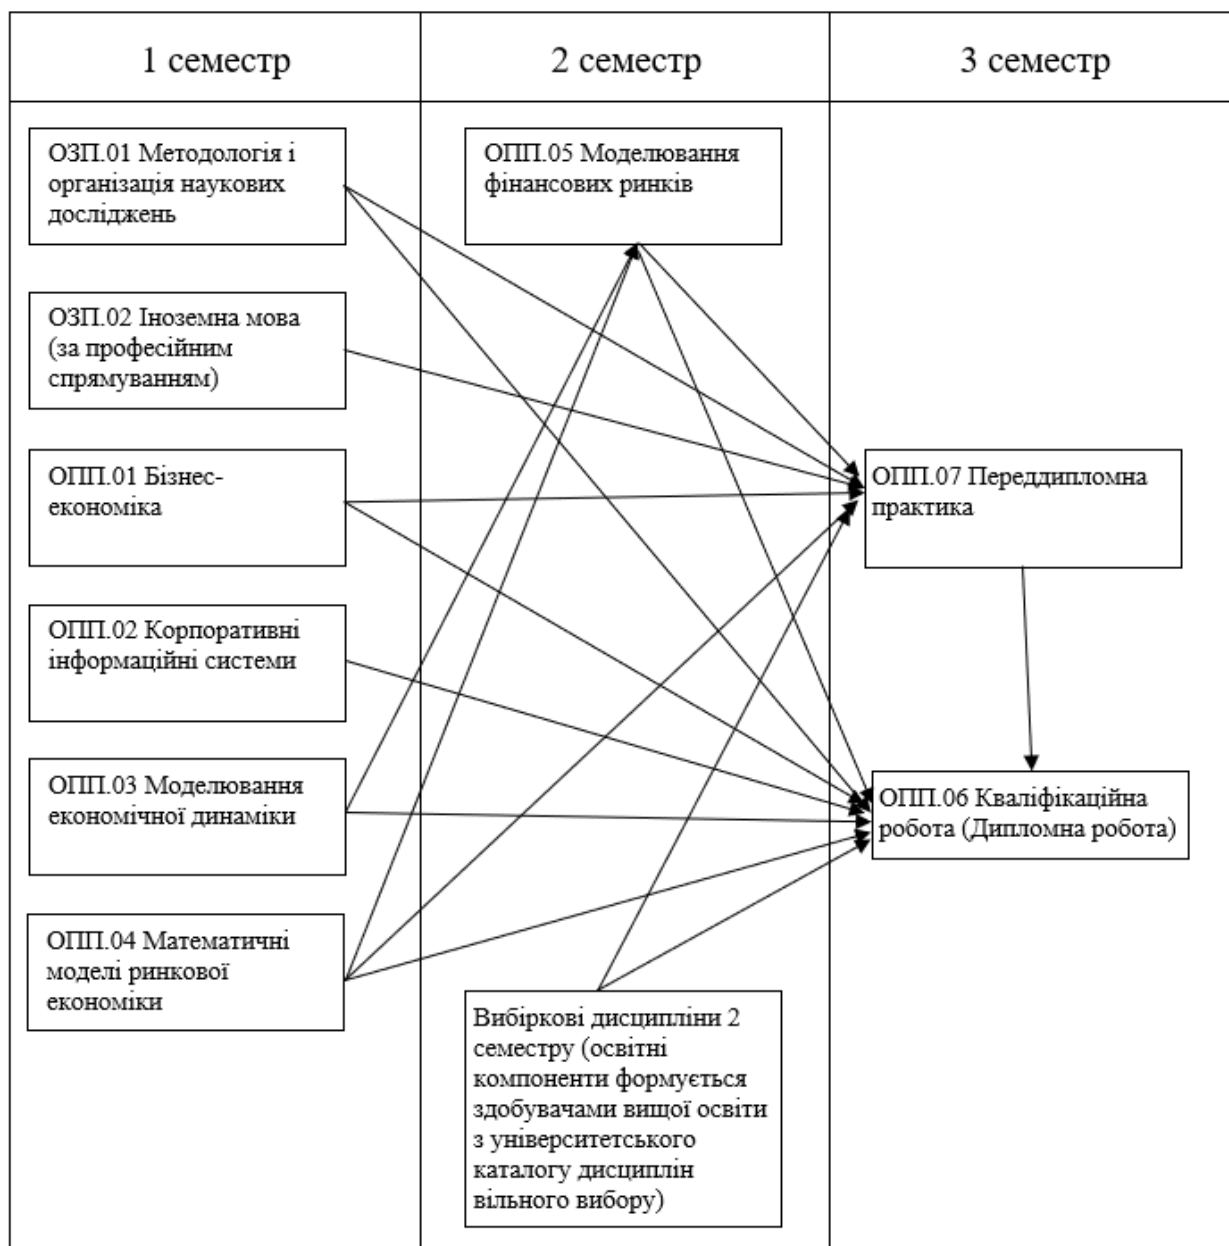 1 семестр
2 семестр
3 семестр
ОЗП.01 Методологія і
організація наукових
досліджень
ОЗП.02 Іноземна мова
(за професійним
спрямуванням)
ОПП.01 Бізнес-
економіка
ОПП.02 Корпоративні
інформаційні системи
ОПП.03 Моделювання
економічної динаміки
ОПП.04 Математичні
моделі ринкової
економіки
ОПП.05 Моделювання
фінансових ринків
Вибіркові дисципліни 2
семестру (освітні
компоненти формується
здобувачами вищої освіти
з університетського
каталогу дисциплін
вільного вибору)
ОПП.07 Переддипломна
практика
ОПП.06 Кваліфікаційна
робота (Дипломна робота)